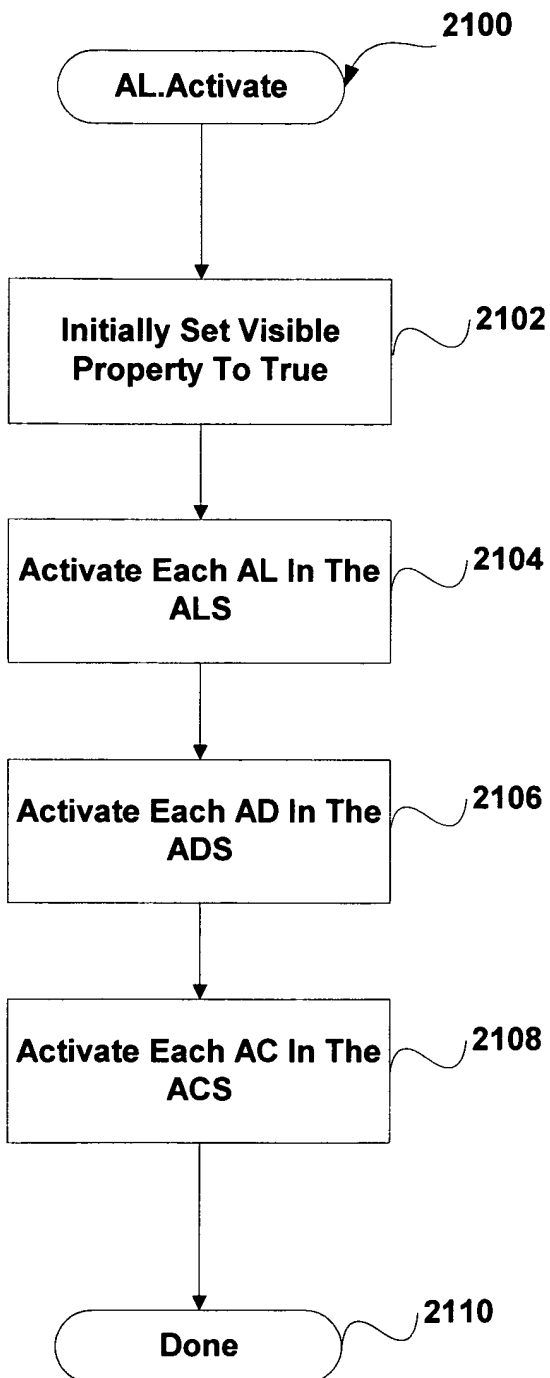 2100
AL.Activate
Initially Set Visible
Property To True
2102
Activate Each AL In The
ALS
2104
Activate Each AD In The
ADS
2106
Activate Each AC In The
ACS
2108
Done
2110